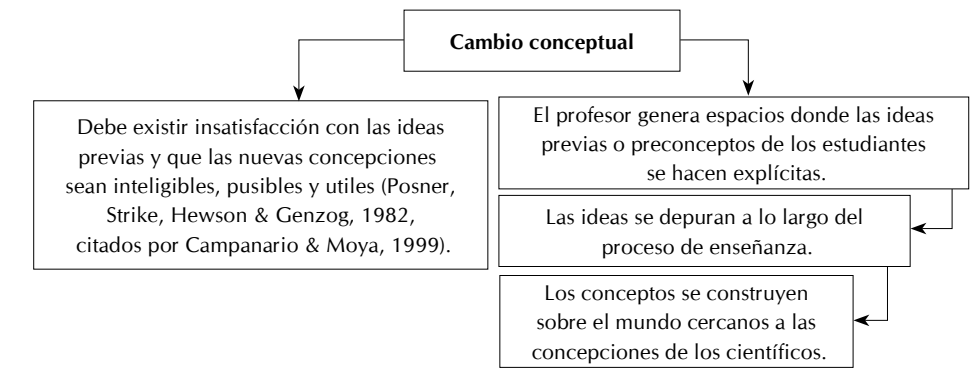 Cambio conceptual
Debe existir insatisfacción con las ideas
previas y que las nuevas concepciones
sean inteligibles, pusibles y utiles (Posner,
Strike, Hewson & Genzog, 1982,
citados por Campanario & Moya, 1999).
El profesor genera espacios donde las ideas
previas o preconceptos de los estudiantes
se hacen explícitas.
Las ideas se depuran a lo largo del
proceso de enseñanza.
Los conceptos se construyen
sobre el mundo cercanos a las
concepciones de los científicos.